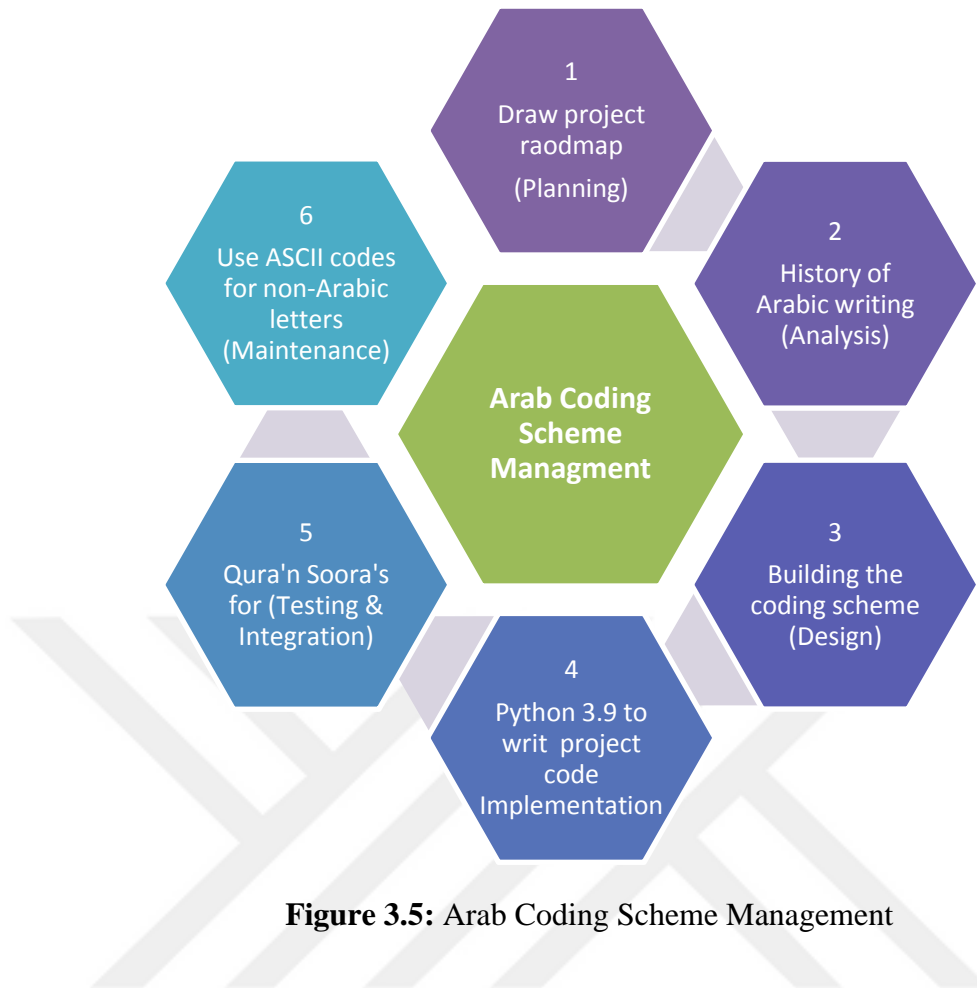 1
Draw project
raodmap
(Planning)
2
History of
Arabic writing
(Analysis)
3
Building the
coding scheme
(Design)
4
Python 3.9 to
writ project
code
Implementation
5
Qura'n Soora's
for (Testing &
Integration)
6
Use ASCII codes
for non-Arabic
letters
(Maintenance)
Arab Coding
Scheme
Managment
Figure 3.5: Arab Coding Scheme Management